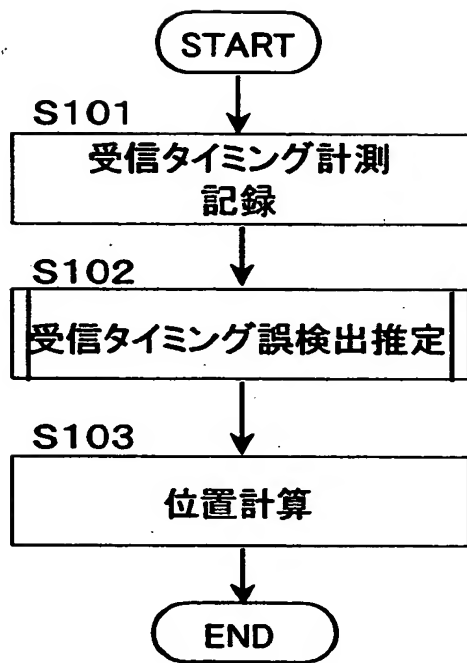 START
S101
受信タイミング計測
記録
S102
受信タイミング誤検出推定
S103
位置計算
END